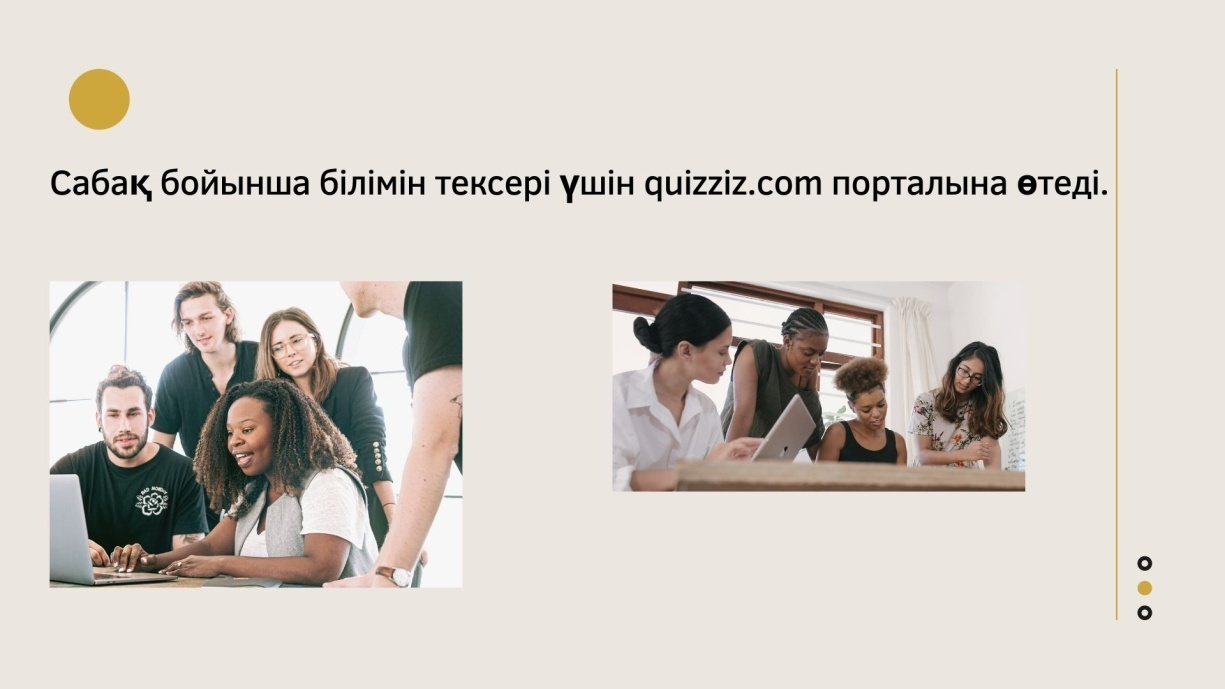 Сабақ бойынша білімін тексері үшін quizziz.com порталына өтеді.